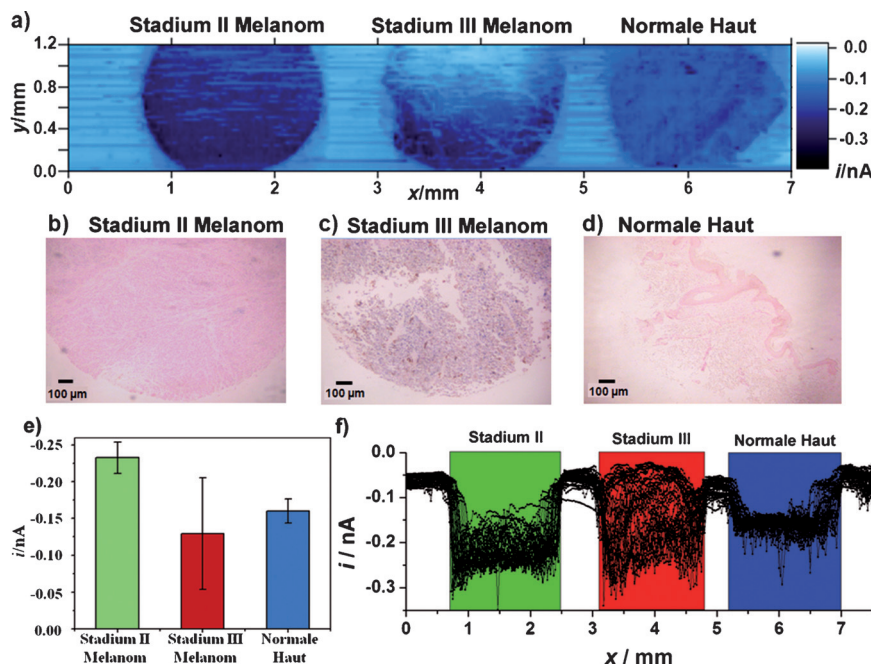 a)
Stadium II Melanom Stadium III Melanom Normale Haut
y/mm
1.2
0.8
0.4
0.0
0 1 2 3 4 5 6 7
x/mm
0.0
-0.1
-0.2
-0.3
i/nA
b) Stadium II Melanom
100 µm
c) Stadium III Melanom
100 µm
d) Normale Haut
100 µm
e)
i/nA
-0.25
-0.20
-0.15
-0.10
-0.05
0.00
Stadium II Melanom
Stadium III Melanom
Normale Haut
f)
Stadium II Stadium III Normale Haut
i / nA
0.0
-0.1
-0.2
-0.3
0 1 2 3 4 5 6 7
x / mm